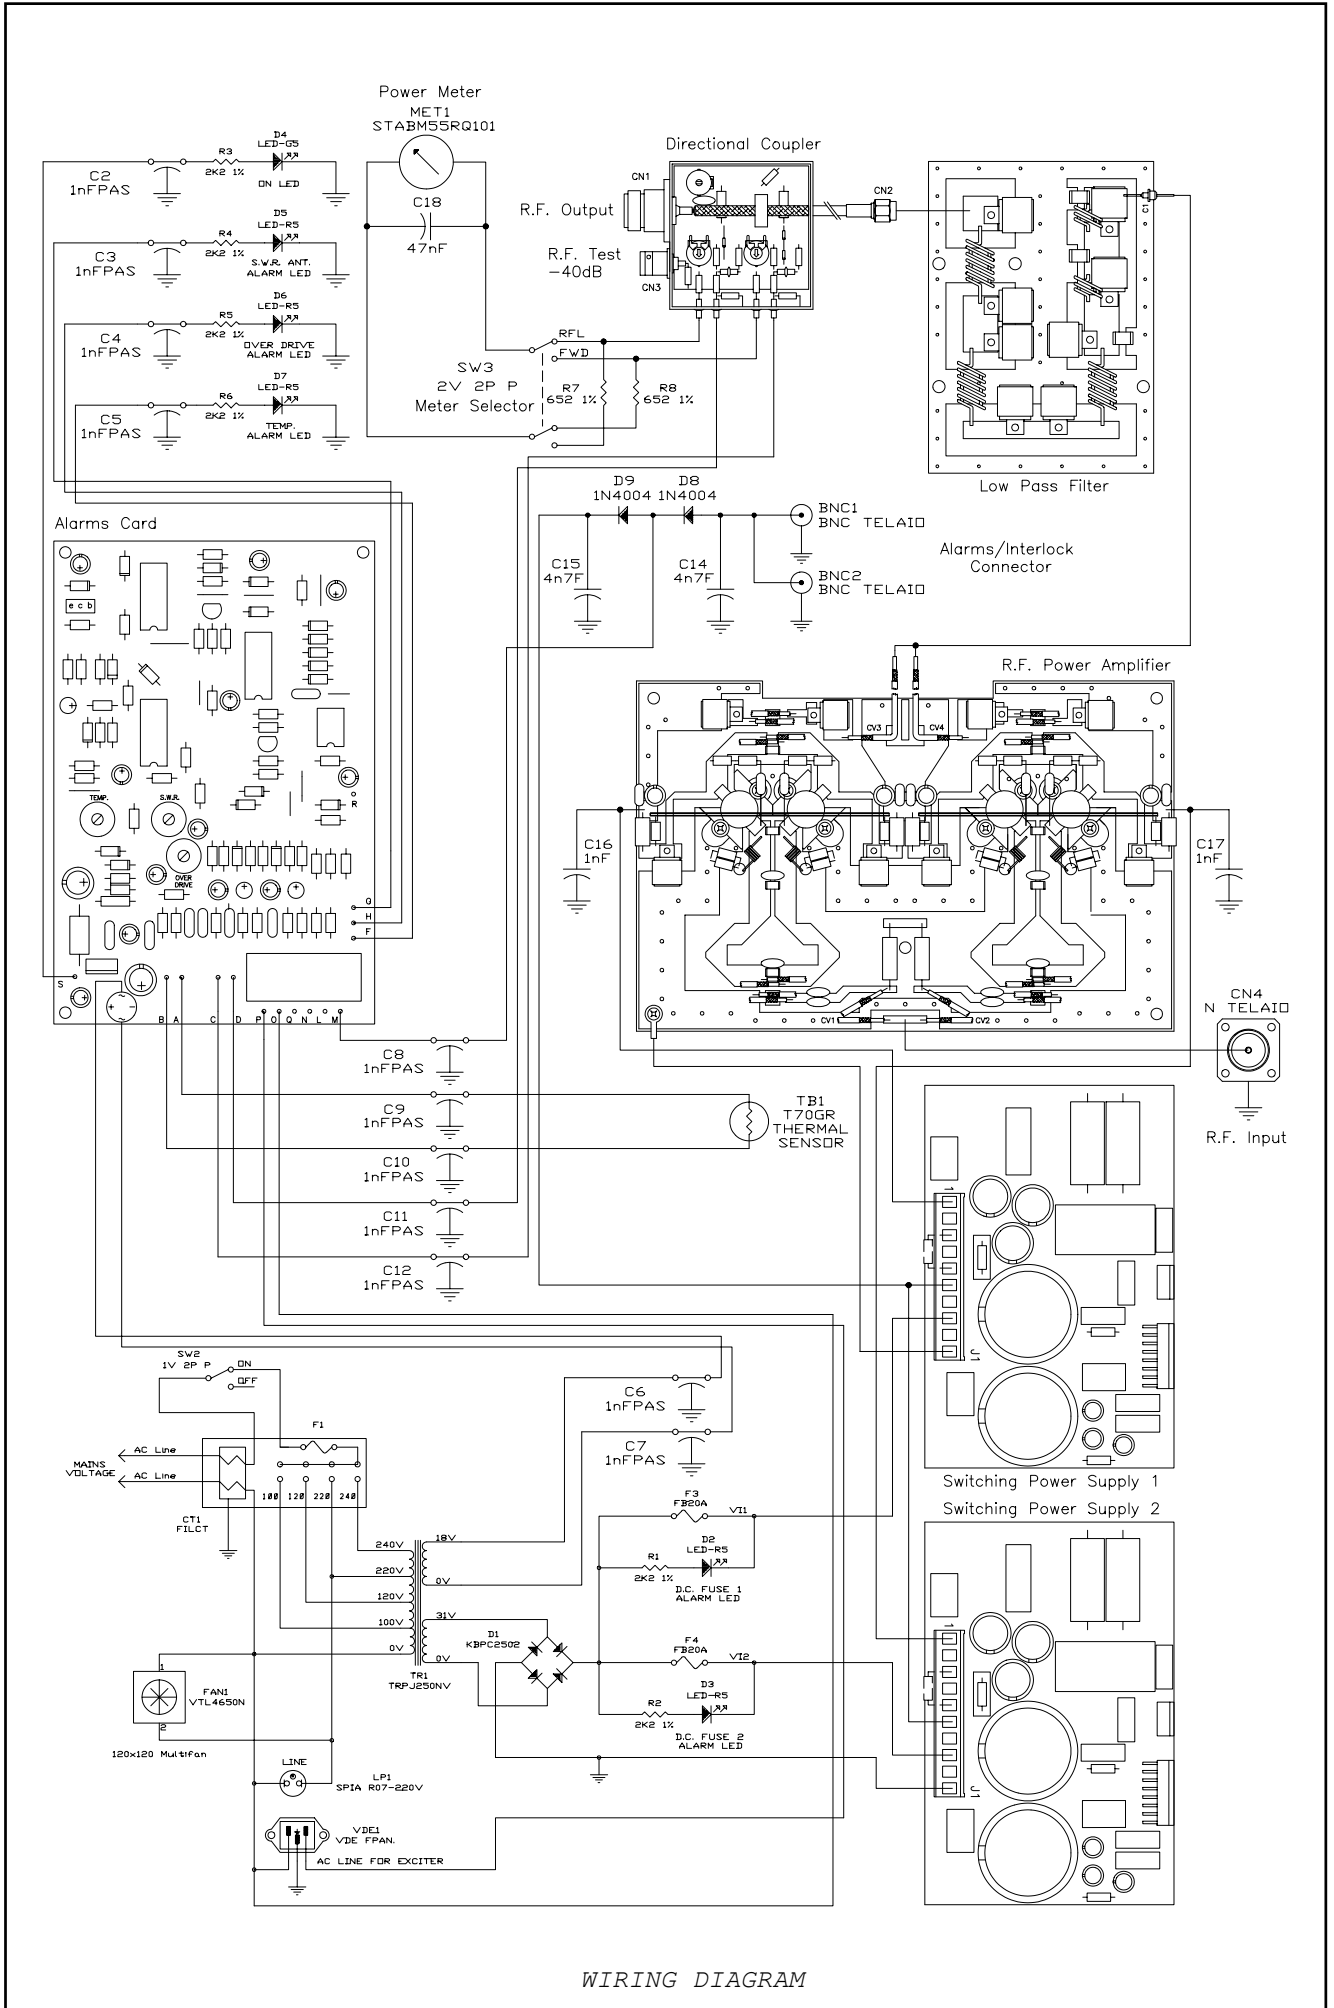 Power Meter
MET1
STABM55RQ101
C18
47nF
D4
LED-G5
R3
2K2 1%
ON LED
C2
1nFPAS
D5
LED-R5
R4
2K2 1%
S.W.R. ANT.
ALARM LED
C3
1nFPAS
D6
LED-R5
R5
2K2 1%
OVER DRIVE
ALARM LED
C4
1nFPAS
D7
LED-R5
R6
2K2 1%
TEMP.
ALARM LED
C5
1nFPAS
Directional Coupler
CN1
R.F. Output
R.F. Test
-40dB
CN3
CN2
C1
Low Pass Filter
RFL
FWD
SW3
2V 2P P
Meter Selector
R7
652 1%
R8
652 1%
D9
1N4004
D8
1N4004
C15
4n7F
C14
4n7F
BNC1
BNC TELAIO
BNC2
BNC TELAIO
Alarms/Interlock
Connector
Alarms Card
e c b
TEMP.
S.W.R.
R
OVER
DRIVE
G
H
F
S
B A C D P O Q N L M
R.F. Power Amplifier
CV3
CV4
C16
1nF
C17
1nF
CV1
CV2
CN4
N TELAIO
R.F. Input
C8
1nFPAS
C9
1nFPAS
C10
1nFPAS
C11
1nFPAS
C12
1nFPAS
TB1
T70GR
THERMAL
SENSOR
1
J1
Switching Power Supply 1
Switching Power Supply 2
1
J1
SW2
1V 2P P
ON
OFF
F1
AC Line
MAINS
VOLTAGE
AC Line
100 120 220 240
CT1
FILCT
C6
1nFPAS
C7
1nFPAS
240V
220V
120V
100V
0V
18V
0V
31V
0V
TR1
TRPJ250NV
D1
KBPC2502
F3
FB20A
VI1
D2
LED-R5
R1
2K2 1%
D.C. FUSE 1
ALARM LED
F4
FB20A
VI2
D3
LED-R5
R2
2K2 1%
D.C. FUSE 2
ALARM LED
1
FAN1
VTL4650N
2
120x120 Multifan
LINE
LP1
SPIA R07-220V
VDE1
VDE FPAN.
AC LINE FOR EXCITER
WIRING DIAGRAM